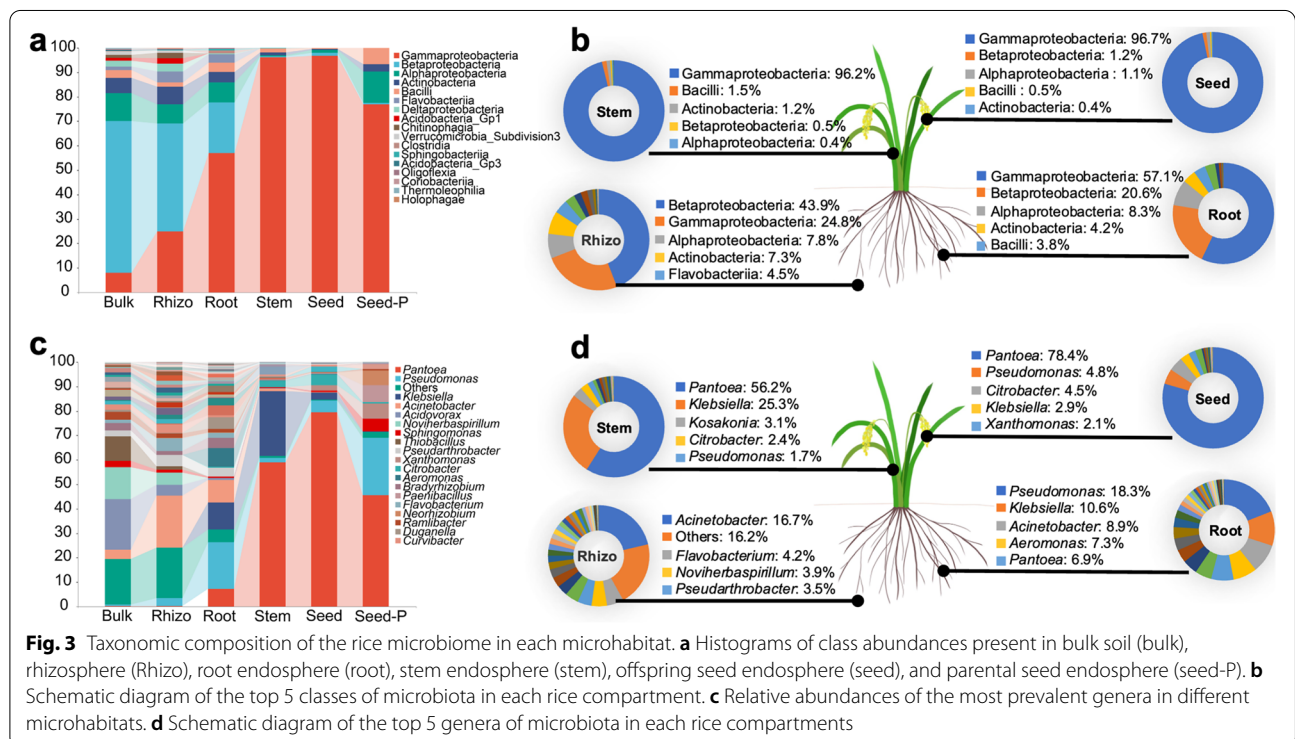 a
100
90
80
70
60
50
40
30
20
10
0
Bulk Rhizo Root Stem Seed Seed-P
Gammaproteobacteria
Betaproteobacteria
Alphaproteobacteria
Actinobacteria
Bacilli
Flavobacteriia
Deltaproteobacteria
Acidobacteria_Gp1
Chitinophagia
Verrucomicrobia_Subdivision3
Clostridia
Sphingobacteriia
Acidobacteria_Gp3
Oligoflexia
Coriobacteriia
Thermoleophilia
Holophagae
b
Stem
Gammaproteobacteria: 96.2%
Bacilli: 1.5%
Actinobacteria: 1.2%
Betaproteobacteria: 0.5%
Alphaproteobacteria: 0.4%
Gammaproteobacteria: 96.7%
Betaproteobacteria: 1.2%
Alphaproteobacteria : 1.1%
Bacilli : 0.5%
Actinobacteria: 0.4%
Seed
Rhizo
Betaproteobacteria: 43.9%
Gammaproteobacteria: 24.8%
Alphaproteobacteria: 7.8%
Actinobacteria: 7.3%
Flavobacteriia: 4.5%
Gammaproteobacteria: 57.1%
Betaproteobacteria: 20.6%
Alphaproteobacteria: 8.3%
Actinobacteria: 4.2%
Bacilli: 3.8%
Root
c
100
90
80
70
60
50
40
30
20
10
0
Bulk Rhizo Root Stem Seed Seed-P
Pantoea
Pseudomonas
Others
Klebsiella
Acinetobacter
Acidovorax
Noviherbaspirillum
Sphingomonas
Thiobacillus
Pseudarthrobacter
Xanthomonas
Citrobacter
Aeromonas
Bradyrhizobium
Paenibacillus
Flavobacterium
Neorhizobium
Ramlibacter
Duganella
Curvibacter
d
Stem
Pantoea: 56.2%
Klebsiella: 25.3%
Kosakonia: 3.1%
Citrobacter: 2.4%
Pseudomonas: 1.7%
Pantoea: 78.4%
Pseudomonas: 4.8%
Citrobacter: 4.5%
Klebsiella: 2.9%
Xanthomonas: 2.1%
Seed
Rhizo
Acinetobacter: 16.7%
Others: 16.2%
Flavobacterium: 4.2%
Noviherbaspirillum: 3.9%
Pseudarthrobacter: 3.5%
Pseudomonas: 18.3%
Klebsiella: 10.6%
Acinetobacter: 8.9%
Aeromonas: 7.3%
Pantoea: 6.9%
Root
Fig. 3 Taxonomic composition of the rice microbiome in each microhabitat. a Histograms of class abundances present in bulk soil (bulk),
rhizosphere (Rhizo), root endosphere (root), stem endosphere (stem), offspring seed endosphere (seed), and parental seed endosphere (seed-P). b
Schematic diagram of the top 5 classes of microbiota in each rice compartment. c Relative abundances of the most prevalent genera in different
microhabitats. d Schematic diagram of the top 5 genera of microbiota in each rice compartments